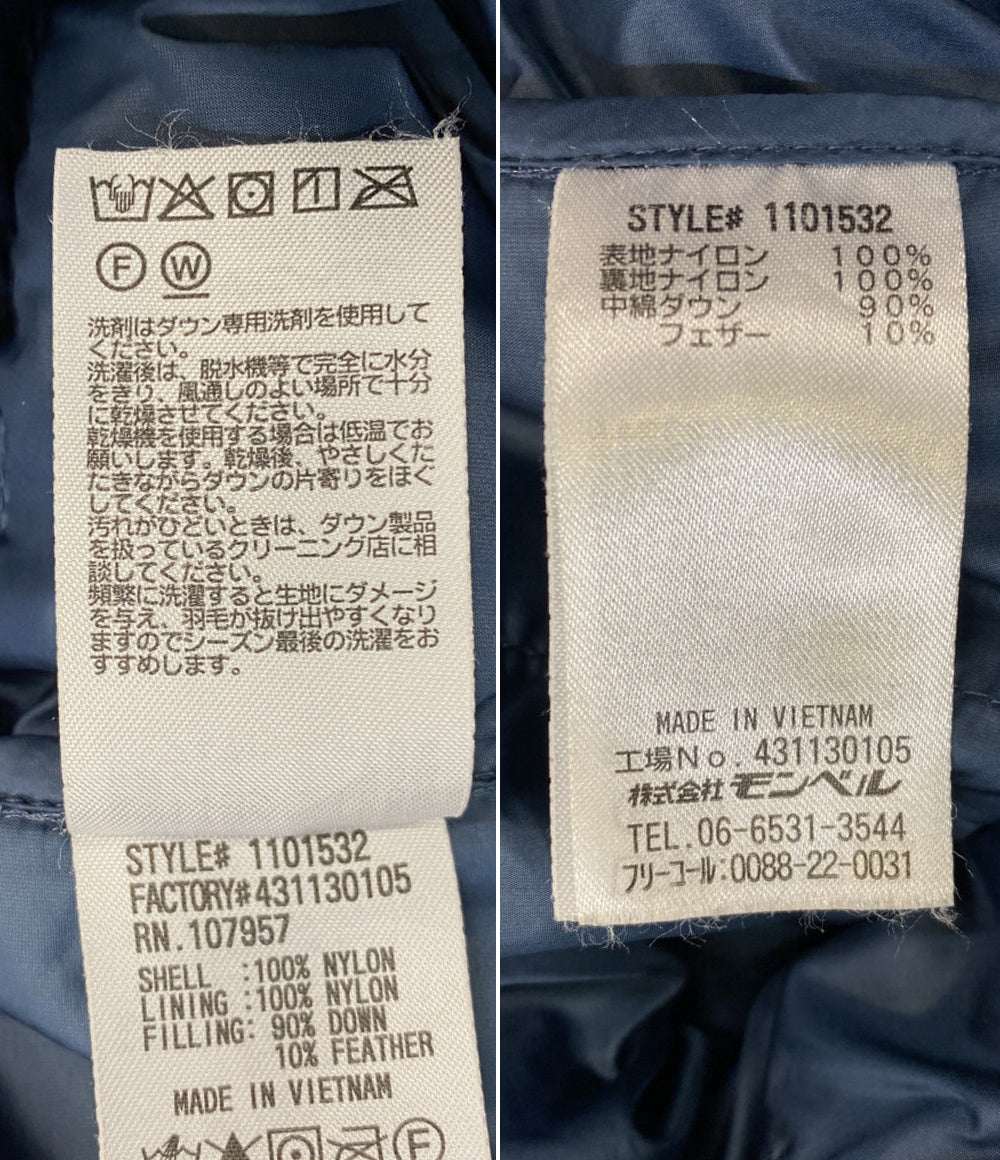 F W
洗剤はダウン専用洗剤を使用して
ください。
洗濯後は、脱水機等で完全に水分
をきり、風通しのよい場所で十分
に乾燥させてください。
乾燥機を使用する場合は低温でお
願いします。乾燥後、やさしくた
たきながらダウンの片寄りをほぐ
してください。
汚れがひどいときは、ダウン製品
を扱っているクリーニング店に相
談してください。
頻繁に洗濯すると生地にダメージ
を与え、羽毛が抜け出やすくなり
ますのでシーズン最後の洗濯をお
すすめします。
STYLE# 1101532
FACTORY#431130105
RN.107957
SHELL :100% NYLON
LINING :100% NYLON
FILLING: 90% DOWN
10% FEATHER
MADE IN VIETNAM
F
STYLE# 1101532
表地ナイロン 100%
裏地ナイロン 100%
中綿ダウン 90%
フェザー 10%
MADE IN VIETNAM
工場No. 431130105
株式会社 モンベル
TEL.06-6531-3544
フリーコール:0088-22-0031